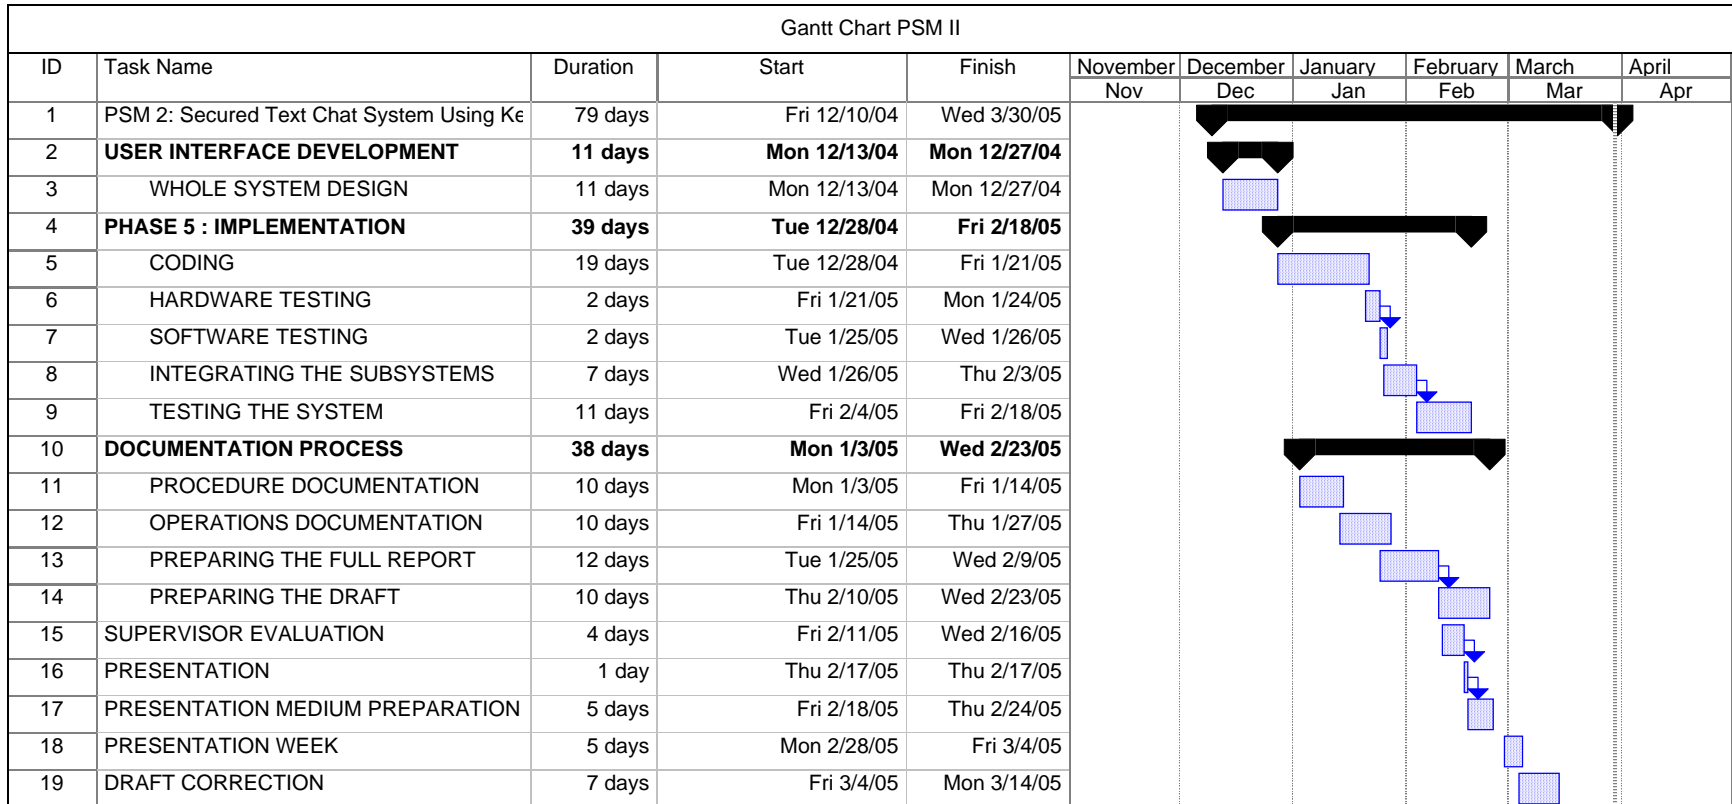 Gantt Chart PSM II
ID Task Name Duration Start Finish November December January February March April
Nov Dec Jan Feb Mar Apr
1 PSM 2: Secured Text Chat System Using Ke 79 days Fri 12/10/04 Wed 3/30/05
2 USER INTERFACE DEVELOPMENT 11 days Mon 12/13/04 Mon 12/27/04
3 WHOLE SYSTEM DESIGN 11 days Mon 12/13/04 Mon 12/27/04
4 PHASE 5 : IMPLEMENTATION 39 days Tue 12/28/04 Fri 2/18/05
5 CODING 19 days Tue 12/28/04 Fri 1/21/05
6 HARDWARE TESTING 2 days Fri 1/21/05 Mon 1/24/05
7 SOFTWARE TESTING 2 days Tue 1/25/05 Wed 1/26/05
8 INTEGRATING THE SUBSYSTEMS 7 days Wed 1/26/05 Thu 2/3/05
9 TESTING THE SYSTEM 11 days Fri 2/4/05 Fri 2/18/05
10 DOCUMENTATION PROCESS 38 days Mon 1/3/05 Wed 2/23/05
11 PROCEDURE DOCUMENTATION 10 days Mon 1/3/05 Fri 1/14/05
12 OPERATIONS DOCUMENTATION 10 days Fri 1/14/05 Thu 1/27/05
13 PREPARING THE FULL REPORT 12 days Tue 1/25/05 Wed 2/9/05
14 PREPARING THE DRAFT 10 days Thu 2/10/05 Wed 2/23/05
15 SUPERVISOR EVALUATION 4 days Fri 2/11/05 Wed 2/16/05
16 PRESENTATION 1 day Thu 2/17/05 Thu 2/17/05
17 PRESENTATION MEDIUM PREPARATION 5 days Fri 2/18/05 Thu 2/24/05
18 PRESENTATION WEEK 5 days Mon 2/28/05 Fri 3/4/05
19 DRAFT CORRECTION 7 days Fri 3/4/05 Mon 3/14/05